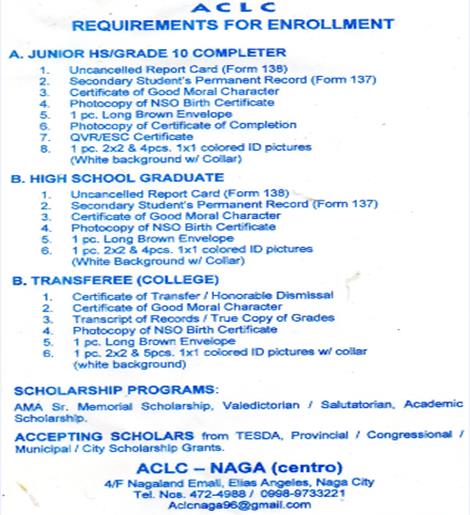 ACLC
REQUIREMENTS FOR ENROLLMENT
A. JUNIOR HS/GRADE 10 COMPLETER
1. Uncancelled Report Card (Form 138)
2. Secondary Student's Permanent Record (Form 137)
3. Certificate of Good Moral Character
4. Photocopy of NSO Birth Certificate
5. 1 pc. Long Brown Envelope
6. Photocopy of Certificate of Completion
7. QVR/ESC Certificate
8. 1 pc. 2x2 & 4pcs. 1x1 colored ID pictures
(White background w/ Collar)
B. HIGH SCHOOL GRADUATE
1. Uncancelled Report Card (Form 138)
2. Secondary Student's Permanent Record (Form 137)
3. Certificate of Good Moral Character
4. Photocopy of NSO Birth Certificate
5. 1 pc. Long Brown Envelope
6. 1 pc. 2x2 & 4pcs. 1x1 colored ID pictures
(White Background w/ Collar)
B. TRANSFEREE (COLLEGE)
1. Certificate of Transfer / Honorable Dismissal
2. Certificate of Good Moral Character
3. Transcript of Records / True Copy of Grades
4. Photocopy of NSO Birth Certificate
5. 1 pc. Long Brown Envelope
6. 1 pc. 2x2 & 5pcs. 1x1 colored ID pictures w/ collar
(white background)
SCHOLARSHIP PROGRAMS:
AMA Sr. Memorial Scholarship, Valedictorian / Salutatorian, Academic
Scholarship.
ACCEPTING SCHOLARS from TESDA, Provincial / Congressional /
Municipal / City Scholarship Grants.
ACLC – NAGA (centro)
4/F Nagaland Emall, Elias Angeles, Naga City
Tel. Nos. 472-4988 / 0998-9733221
Aclcnaga96@gmail.com